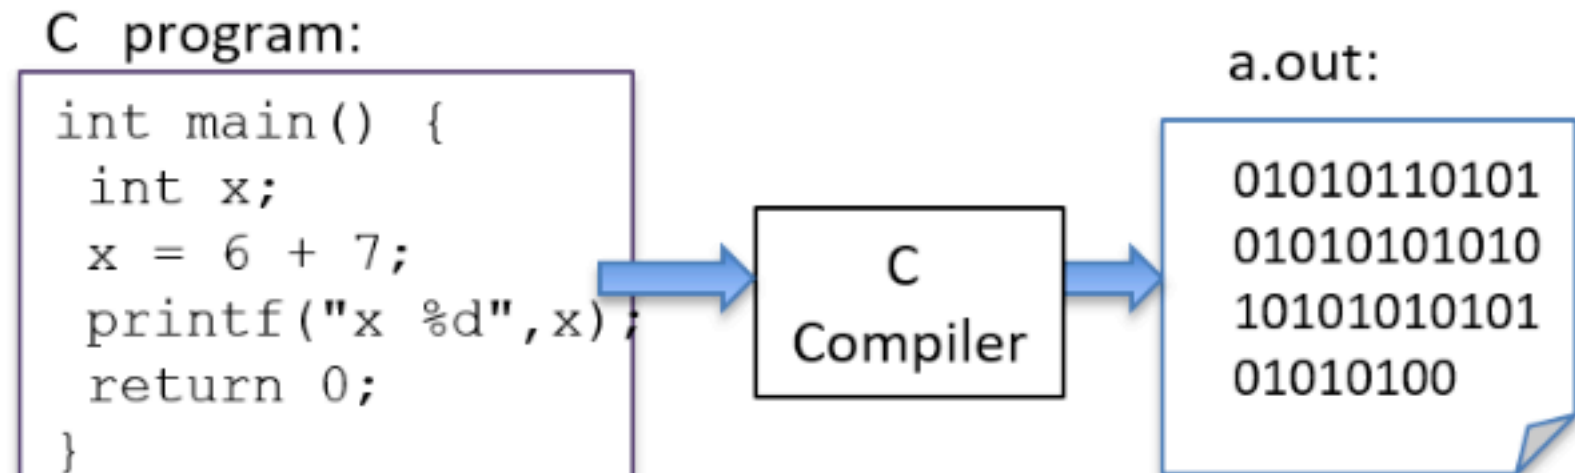 C program:
int main() {
int x;
x = 6 + 7;
printf("x %d",x);
return 0;
}
C
Compiler
a.out:
01010110101
01010101010
10101010101
01010100